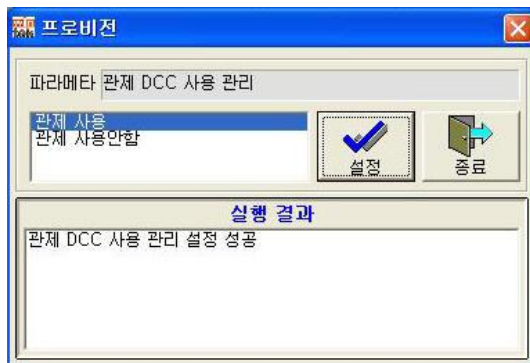 프로비전
파라메타 관제 DCC 사용 관리
관제 사용
관제 사용안함
설정
종료
실행 결과
관제 DCC 사용 관리 설정 성공